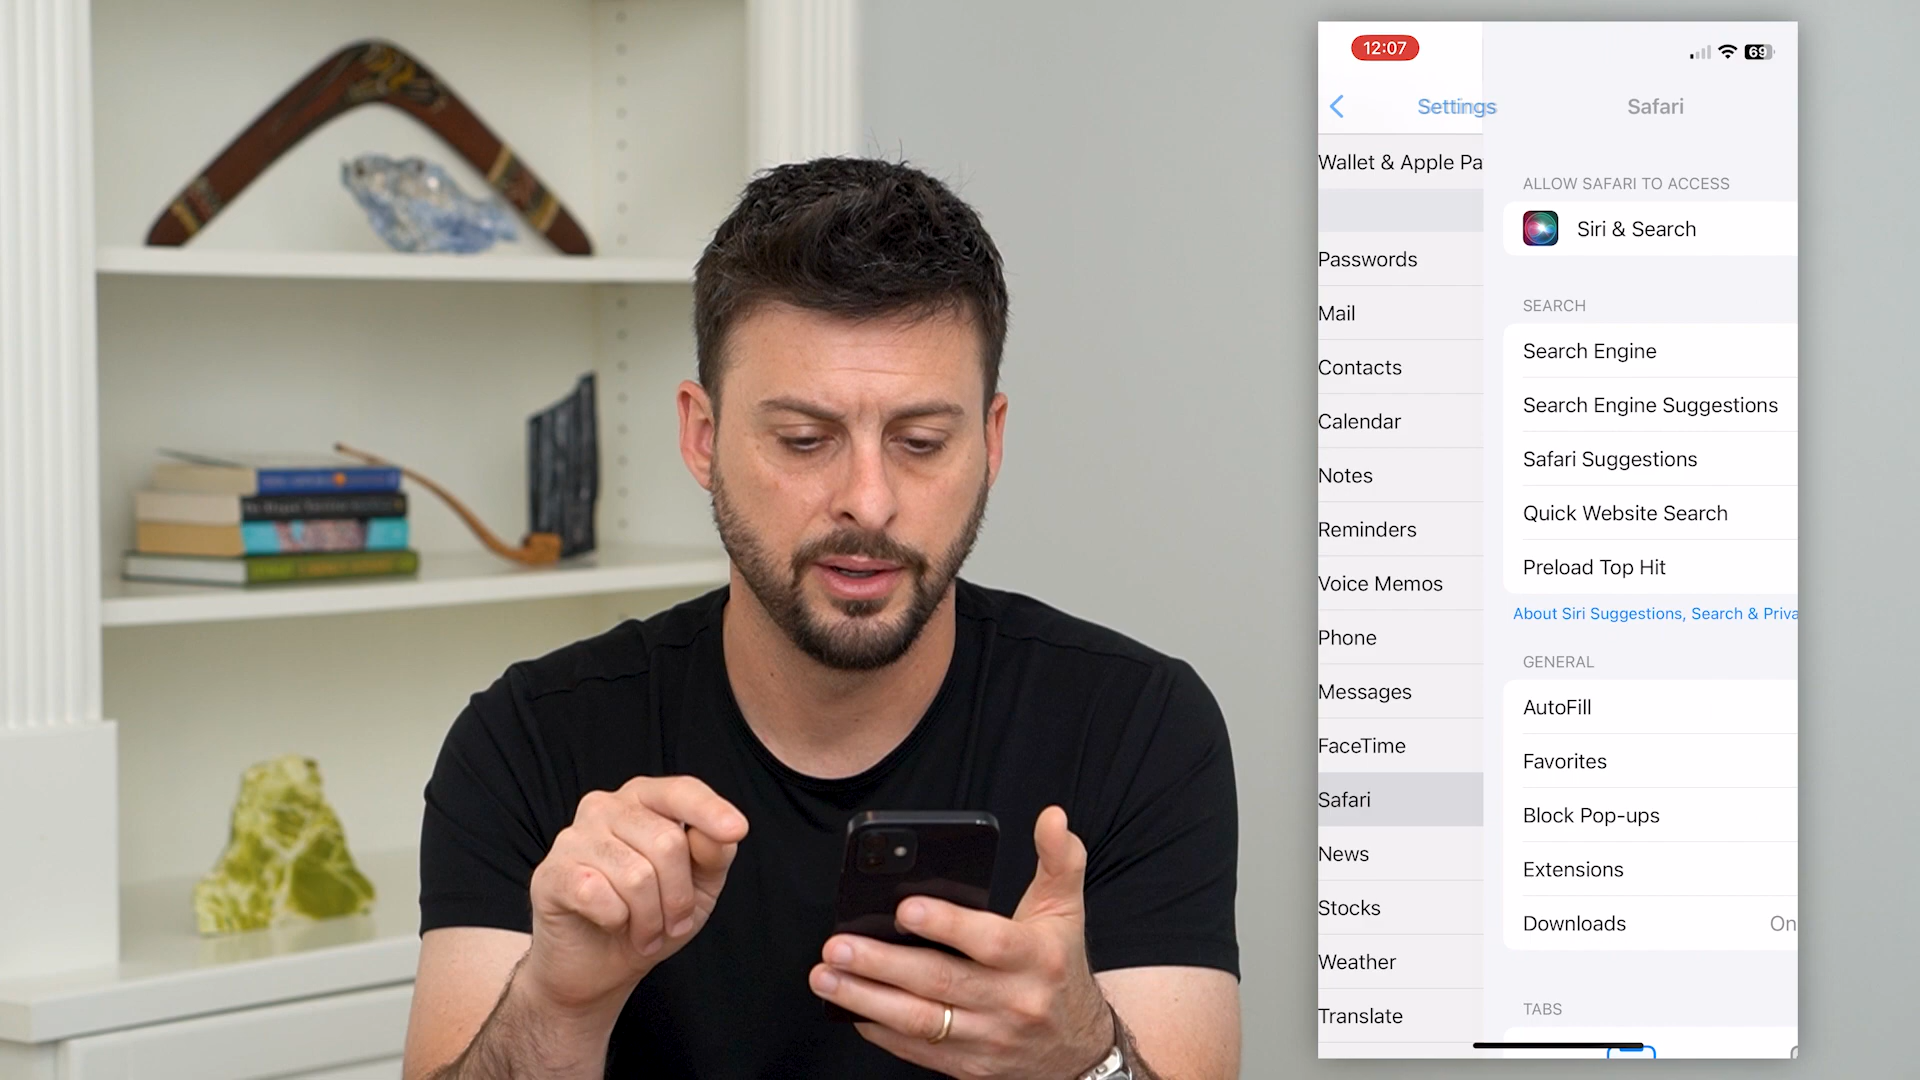 12:07
69
Settings
Safari
Wallet & Apple Pa
Passwords
Mail
Contacts
Calendar
Notes
Reminders
Voice Memos
Phone
Messages
FaceTime
Safari
News
Stocks
Weather
Translate
ALLOW SAFARI TO ACCESS
Siri & Search
SEARCH
Search Engine
Search Engine Suggestions
Safari Suggestions
Quick Website Search
Preload Top Hit
About Siri Suggestions, Search & Priva
GENERAL
AutoFill
Favorites
Block Pop-ups
Extensions
Downloads
On
TABS